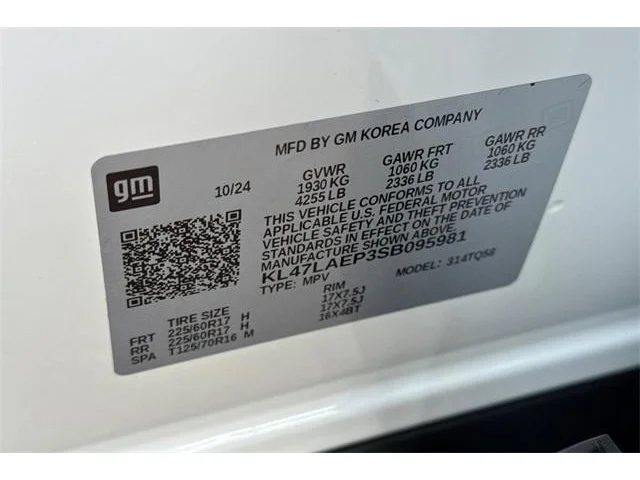 MFD BY GM KOREA COMPANY
gm
10/24
GVWR GAWR FRT GAWR RR
1930 KG 1060 KG 1060 KG
4255 LB 2336 LB 2336 LB
THIS VEHICLE CONFORMS TO ALL
APPLICABLE U.S. FEDERAL MOTOR
VEHICLE SAFETY AND THEFT PREVENTION
STANDARDS IN EFFECT ON THE DATE OF
MANUFACTURE SHOWN ABOVE.
KL47LAEP3SB095981
TYPE: MPV MODEL: 314TQ58
TIRE SIZE RIM
FRT 225/60R17 H 17X7.5J
RR 225/60R17 H 17X7.5J
SPA T125/70R16 M 16X4BT